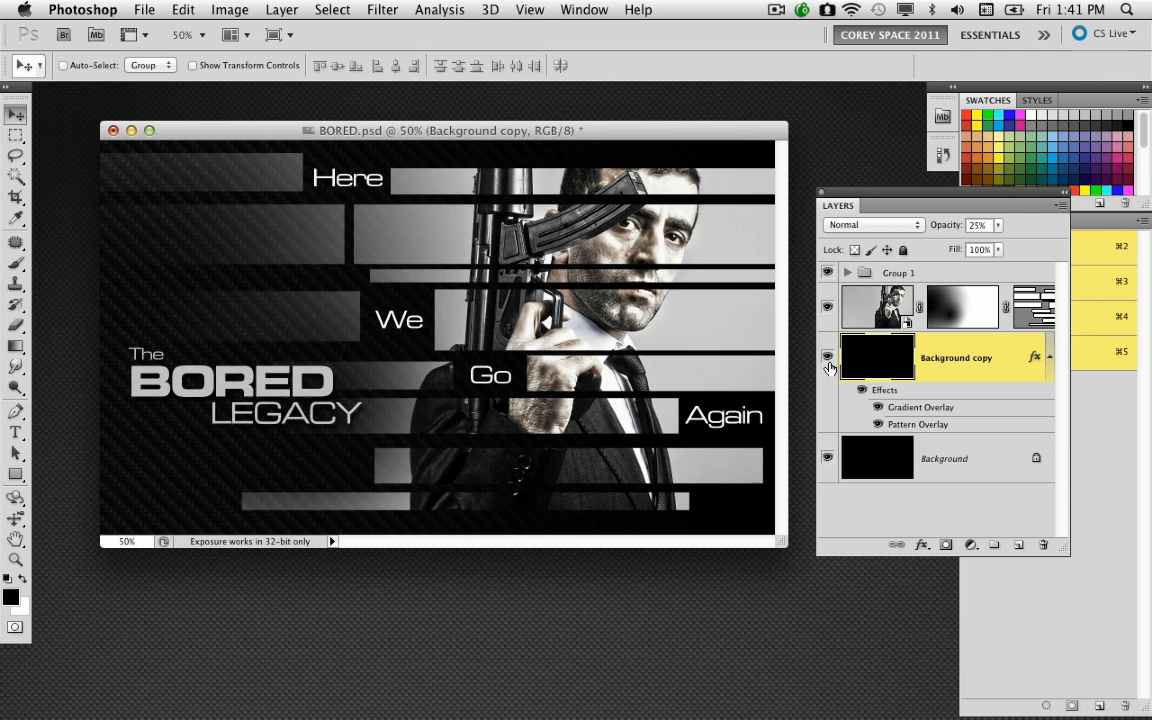 Photoshop File Edit Image Layer Select Filter Analysis 3D View Window Help Fri 1:41 PM
Ps Br Mb 50% COREY SPACE 2011 ESSENTIALS CS Live
Auto-Select: Group Show Transform Controls
BORED.psd @ 50% (Background copy, RGB/8) *
Here
We
Go
Again
The
BORED
LEGACY
50% Exposure works in 32-bit only
Mb
SWATCHES STYLES
LAYERS
Normal Opacity: 25%
Lock: Fill: 100%
Group 1
Background copy fx
Effects
Gradient Overlay
Pattern Overlay
Background
fx.
⌘2
⌘3
⌘4
⌘5
T